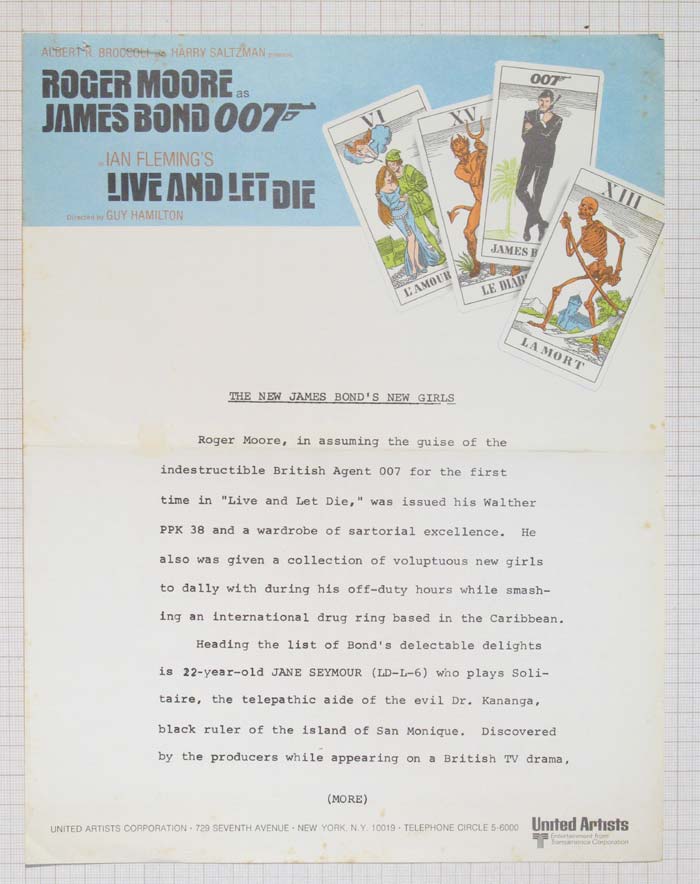 ALBERT R. BROCCOLI and HARRY SALTZMAN present
ROGER MOORE as
JAMES BOND 007
in IAN FLEMING'S
LIVE AND LET DIE
Directed by GUY HAMILTON
VI
L'AMOUR
XV
LE DIAB
007
JAMES B
XIII
LA MORT
THE NEW JAMES BOND'S NEW GIRLS
Roger Moore, in assuming the guise of the
indestructible British Agent 007 for the first
time in "Live and Let Die," was issued his Walther
PPK 38 and a wardrobe of sartorial excellence. He
also was given a collection of voluptuous new girls
to dally with during his off-duty hours while smash-
ing an international drug ring based in the Caribbean.
Heading the list of Bond's delectable delights
is 22-year-old JANE SEYMOUR (LD-L-6) who plays Soli-
taire, the telepathic aide of the evil Dr. Kananga,
black ruler of the island of San Monique. Discovered
by the producers while appearing on a British TV drama,
(MORE)
UNITED ARTISTS CORPORATION · 729 SEVENTH AVENUE · NEW YORK, N.Y. 10019 · TELEPHONE CIRCLE 5-6000
United Artists
Entertainment from
Transamerica Corporation